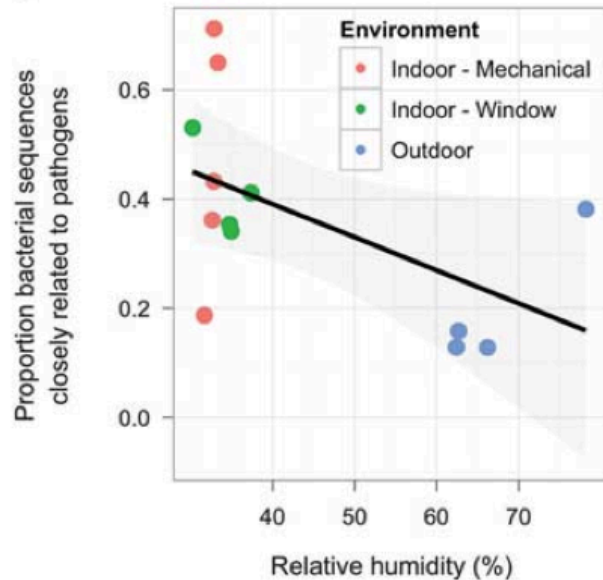 Environment
Indoor - Mechanical
Indoor - Window
Outdoor
Proportion bacterial sequences
closely related to pathogens
0.6
0.4
0.2
0.0
40 50 60 70
Relative humidity (%)